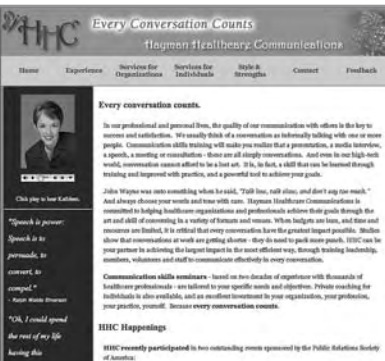 HHC
Every Conversation Counts
Hayman Healthcare Communications
Home
Experience
Services for
Organizations
Services for
Individuals
Style &
Strengths
Contact
Feedback
Click play to hear Kathleen.
"Speech is power:
Speech is to
persuade, to
convert, to
compel."
- Ralph Waldo Emerson
"Ok, I could spend
the rest of my life
having this
Every conversation counts.
In our professional and personal lives, the quality of our communication with others is the key to
success and satisfaction. We usually think of a conversation as informally talking with one or more
people. Communication skills training will make you realize that a presentation, a media interview,
a speech, a meeting or consultation - these are all simply conversations. And even in our high-tech
world, conversation cannot afford to be a lost art. It is, in fact, a skill that can be learned through
training and improved with practice, and a powerful tool to achieve your goals.
John Wayne was onto something when he said, "Talk low, talk slow, and don't say too much."
And always choose your words and tone with care. Hayman Healthcare Communications is
committed to helping healthcare organizations and professionals achieve their goals through the
art and skill of conversing in a variety of formats and venues. When budgets are lean, and time and
resources are limited, it is critical that every conversation have the greatest impact possible. Studies
show that conversations at work are getting shorter - they do need to pack more punch. HHC can be
your partner in achieving the largest impact in the most efficient way, through training leadership,
members, volunteers and staff to communicate effectively in every conversation.
Communication skills seminars - based on two decades of experience with thousands of
healthcare professionals - are tailored to your specific needs and objectives. Private coaching for
individuals is also available, and an excellent investment in your organization, your profession,
your practice, yourself. Because every conversation counts.
HHC Happenings
HHC recently participated in two outstanding events sponsored by the Public Relations Society
of America: